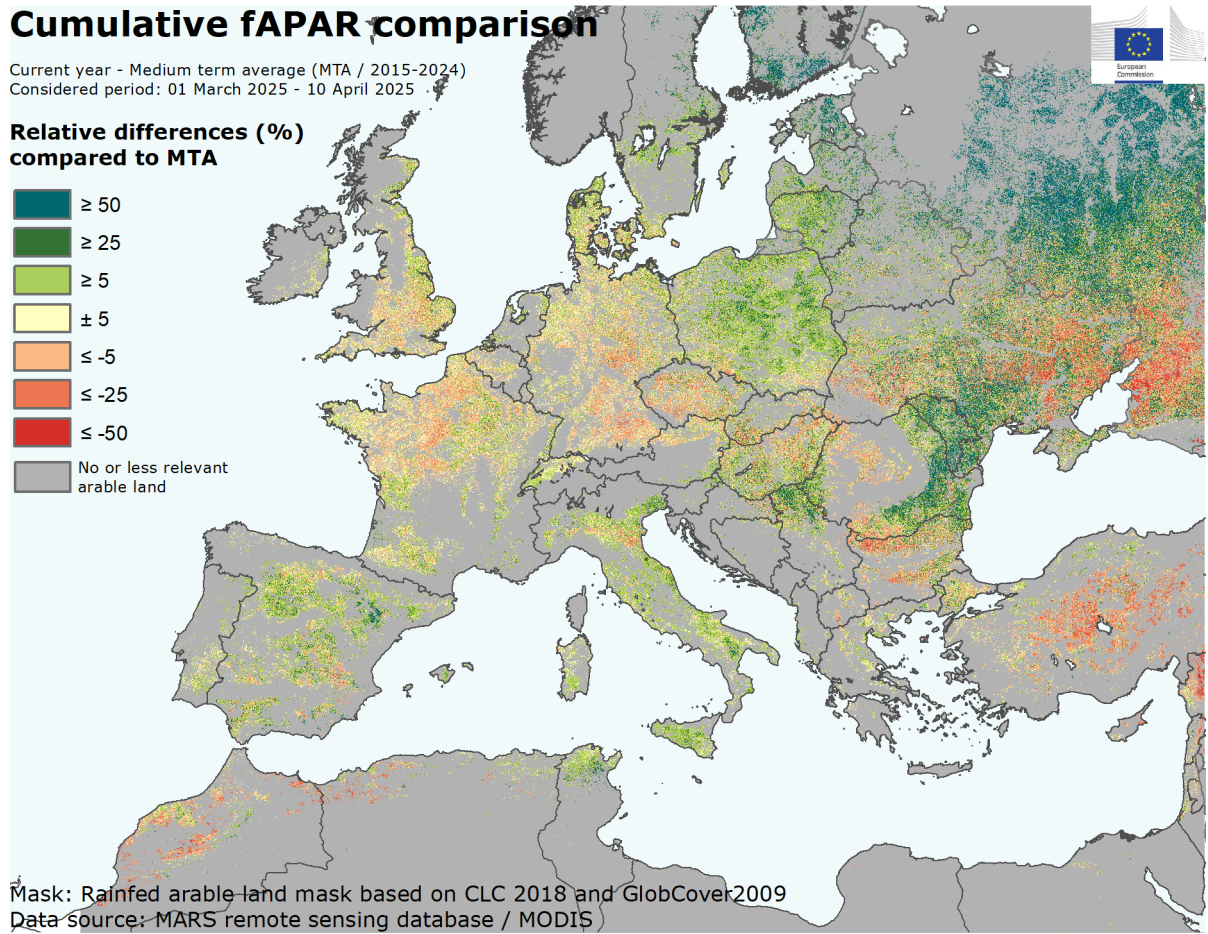 Cumulative fAPAR comparison
Current year - Medium term average (MTA / 2015-2024)
Considered period: 01 March 2025 - 10 April 2025
Relative differences (%)
compared to MTA
≥ 50
≥ 25
≥ 5
± 5
≤ -5
≤ -25
≤ -50
No or less relevant
arable land
European
Commission
Mask: Rainfed arable land mask based on CLC 2018 and GlobCover2009
Data source: MARS remote sensing database / MODIS